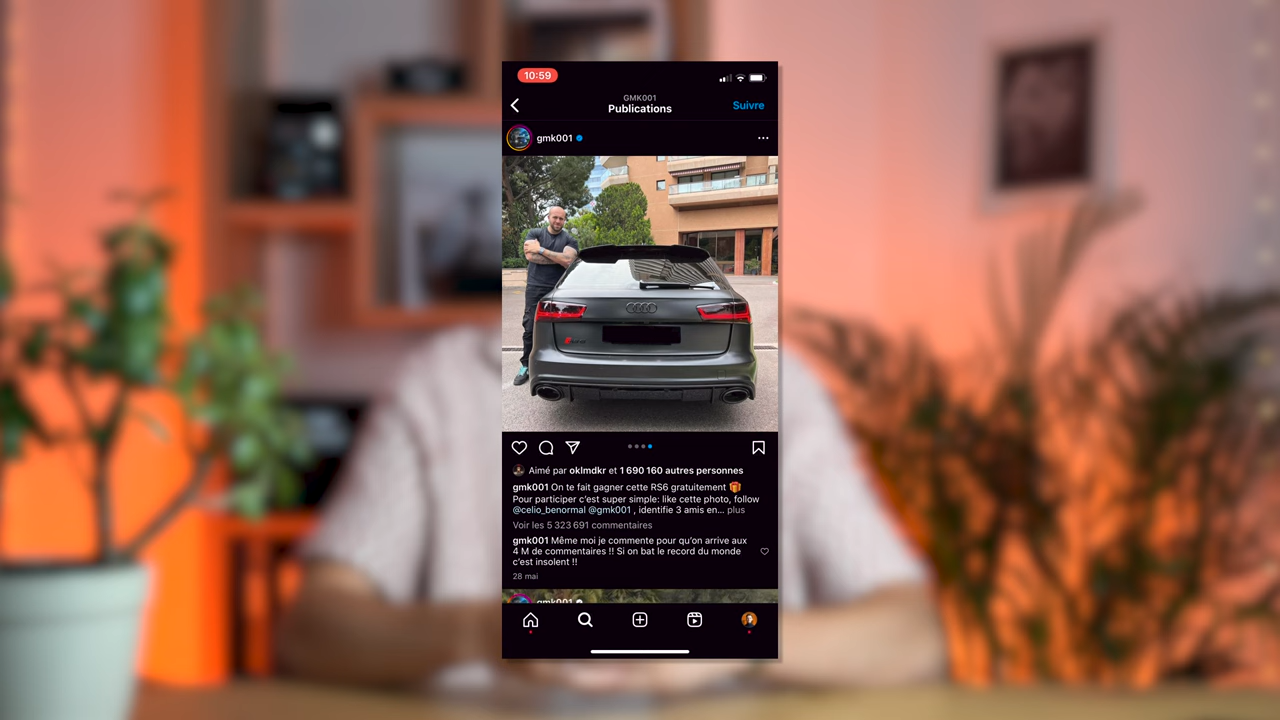 10:59
GMK001
Publications
Suivre
gmk001
Aimé par oklmdkr et 1 690 160 autres personnes
gmk001 On te fait gagner cette RS6 gratuitement 🎁
Pour participer c'est super simple: like cette photo, follow
@celio_benormal @gmk001 , identifie 3 amis en... plus
Voir les 5 323 691 commentaires
gmk001 Même moi je commente pour qu'on arrive aux
4 M de commentaires !! Si on bat le record du monde
c'est insolent !!
28 mai
gmk001